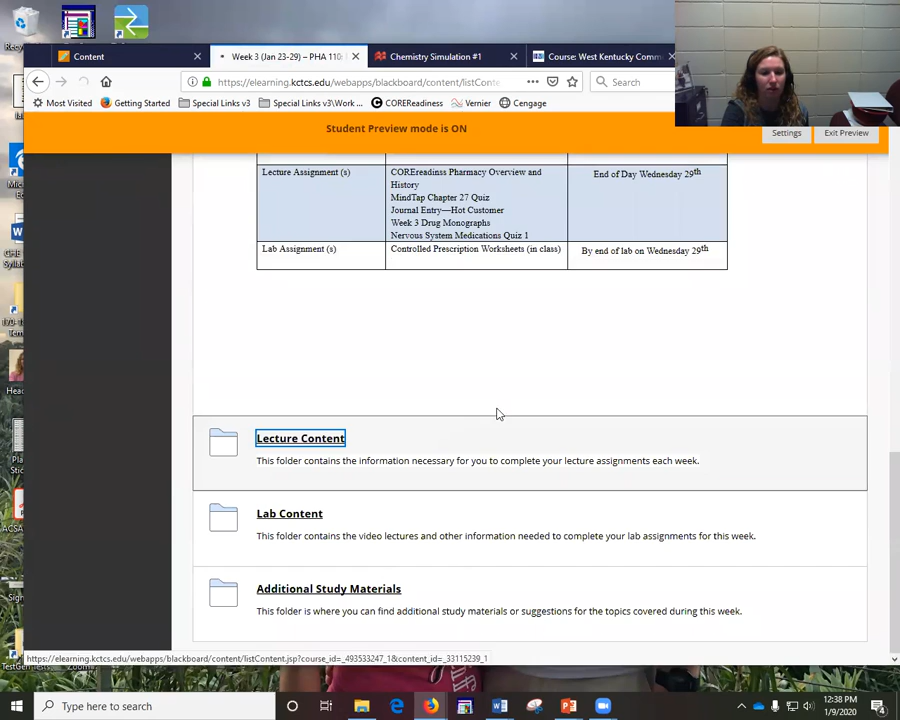 Recycle
Content
Week 3 (Jan 23-29) – PHA 110:
Chemistry Simulation #1
Course: West Kentucky Comm
https://elearning.kctcs.edu/webapps/blackboard/content/listConte
Search
Most Visited
Getting Started
Special Links v3
Special Links v3\Work ...
COREReadiness
Vernier
Cengage
Student Preview mode is ON
Settings
Exit Preview
Lecture Assignment (s)
COREreadinss Pharmacy Overview and
History
MindTap Chapter 27 Quiz
Journal Entry—Hot Customer
Week 3 Drug Monographs
Nervous System Medications Quiz 1
End of Day Wednesday 29th
Lab Assignment (s)
Controlled Prescription Worksheets (in class)
By end of lab on Wednesday 29th
Lecture Content
This folder contains the information necessary for you to complete your lecture assignments each week.
Lab Content
This folder contains the video lectures and other information needed to complete your lab assignments for this week.
Additional Study Materials
This folder is where you can find additional study materials or suggestions for the topics covered during this week.
https://elearning.kctcs.edu/webapps/blackboard/content/listContent.jsp?course_id=_493533247_1&content_id=_33115239_1
Type here to search
12:38 PM
1/9/2020
4